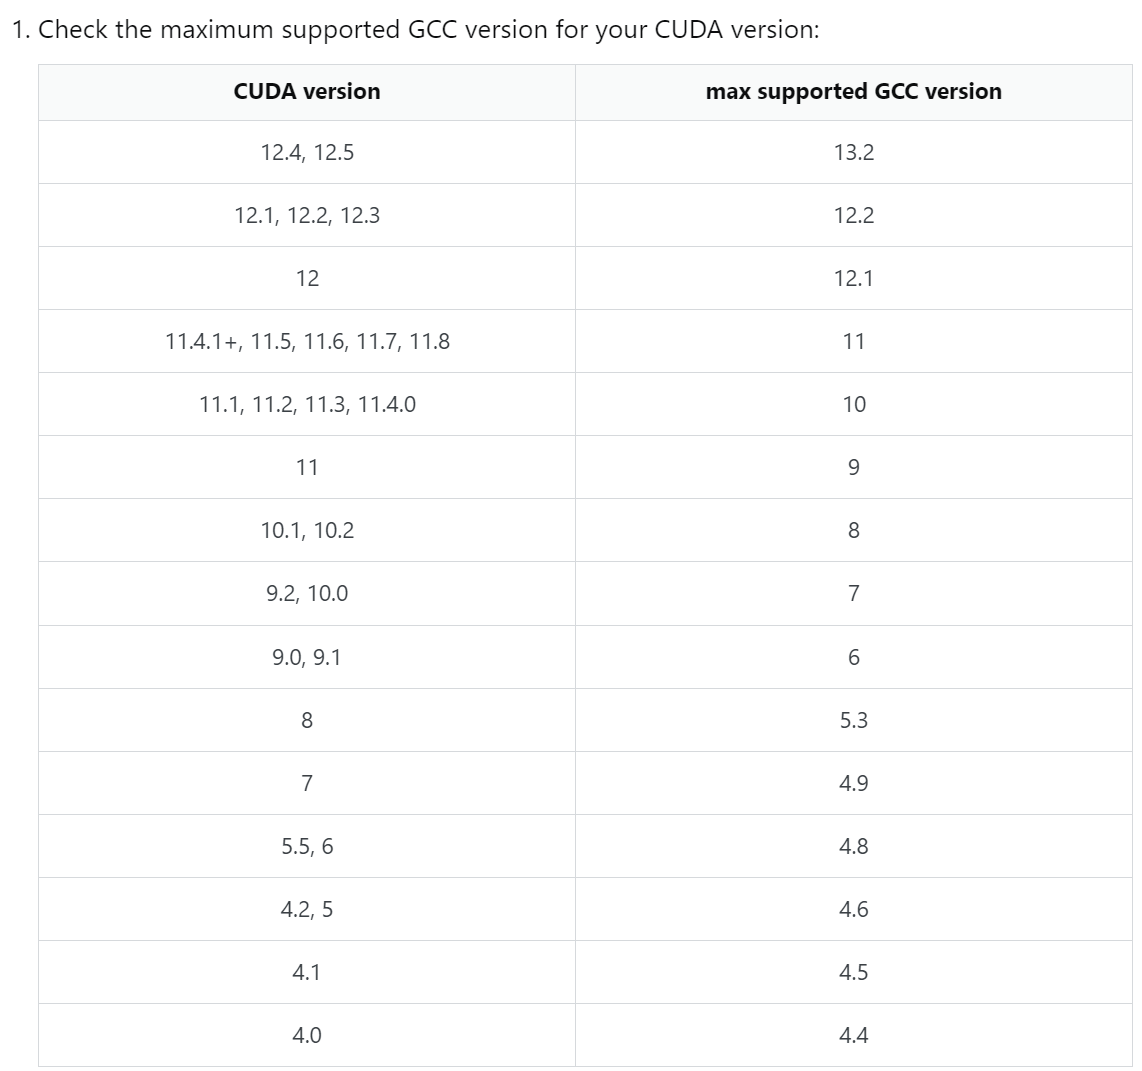 1. Check the maximum supported GCC version for your CUDA version:
CUDA version max supported GCC version
12.4, 12.5 13.2
12.1, 12.2, 12.3 12.2
12 12.1
11.4.1+, 11.5, 11.6, 11.7, 11.8 11
11.1, 11.2, 11.3, 11.4.0 10
11 9
10.1, 10.2 8
9.2, 10.0 7
9.0, 9.1 6
8 5.3
7 4.9
5.5, 6 4.8
4.2, 5 4.6
4.1 4.5
4.0 4.4